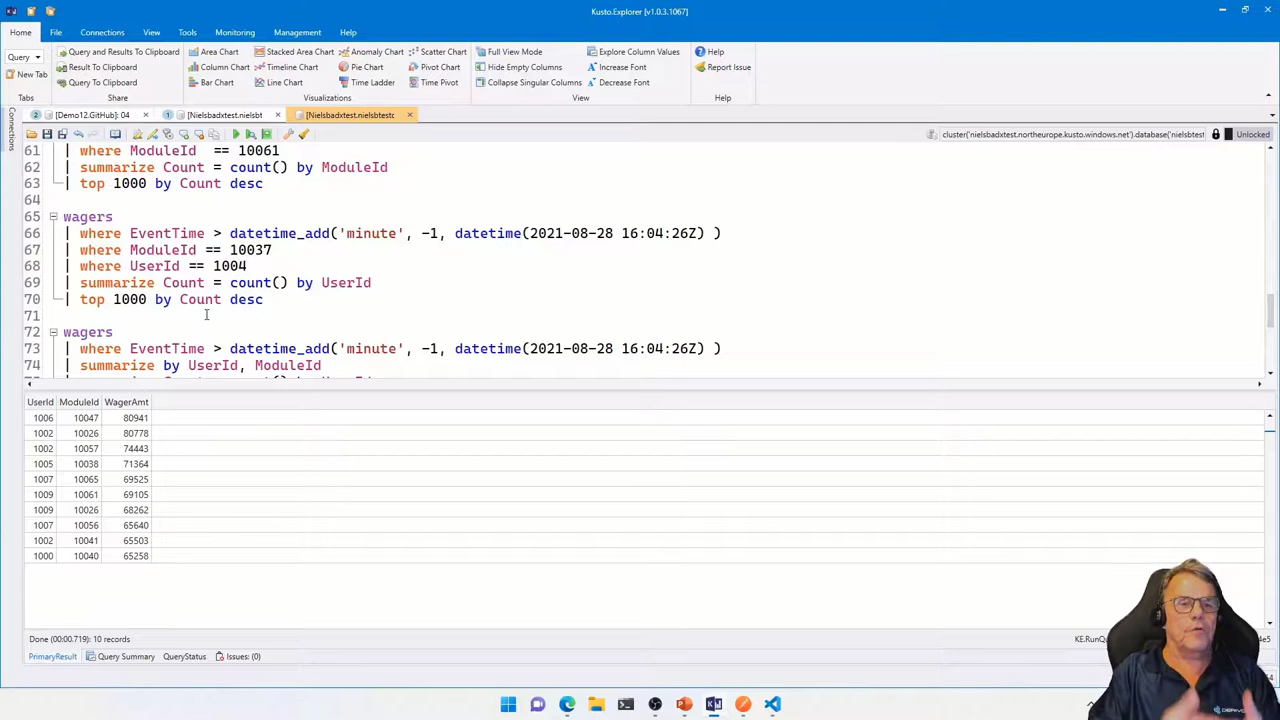 Kusto.Explorer [v1.0.3.1067]
Home File Connections View Tools Monitoring Management Help
Query Query and Results To Clipboard Area Chart Stacked Area Chart Anomaly Chart Scatter Chart Full View Mode Explore Column Values Help
New Tab Result To Clipboard Column Chart Timeline Chart Pie Chart Pivot Chart Hide Empty Columns Increase Font Report Issue
Query To Clipboard Bar Chart Line Chart Time Ladder Time Pivot Collapse Singular Columns Decrease Font
Tabs Share Visualizations View Help
Connections
2 [Demo12.GitHub]: 04 1 [Nielsbadxtest.nielsbt [Nielsbadxtest.nielsbtestc
cluster('nielsbadxtest.northeurope.kusto.windows.net').database('nielsbtes Unlocked
61 | where ModuleId == 10061
62 | summarize Count = count() by ModuleId
63 | top 1000 by Count desc
64
65 wagers
66 | where EventTime > datetime_add('minute', -1, datetime(2021-08-28 16:04:26Z) )
67 | where ModuleId == 10037
68 | where UserId == 1004
69 | summarize Count = count() by UserId
70 | top 1000 by Count desc
71
72 wagers
73 | where EventTime > datetime_add('minute', -1, datetime(2021-08-28 16:04:26Z) )
74 | summarize by UserId, ModuleId
UserId ModuleId WagerAmt
1006 10047 80941
1002 10026 80778
1002 10057 74443
1005 10038 71364
1007 10065 69525
1009 10061 69105
1009 10026 68262
1007 10056 65640
1002 10041 65503
1000 10040 65258
Done (00:00.719): 10 records
KE.RunQu
PrimaryResult Query Summary QueryStatus Issues: (0)